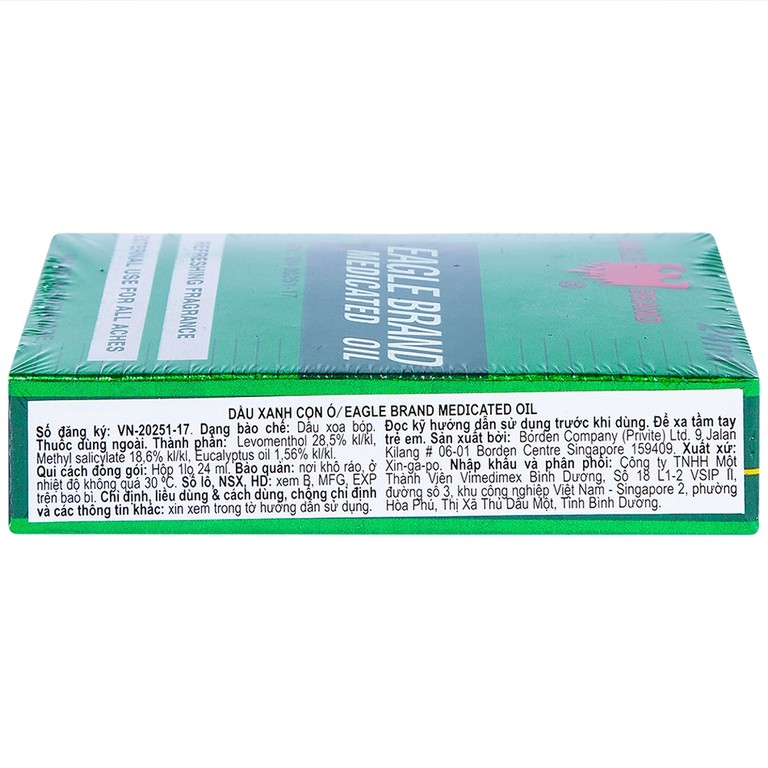 REFRESHING FRAGRANCE
EXTERNAL USE FOR ALL ACHES
EAGLE BRAND
MEDICATED OIL
BRAND
DẦU XANH CON Ó/ EAGLE BRAND MEDICATED OIL
Số đăng ký: VN-20251-17. Dạng bào chế: Dầu xoa bóp.
Thuốc dùng ngoài. Thành phần: Levomenthol 28,5% kl/kl,
Methyl salicylate 18,6% kl/kl, Eucalyptus oil 1,56% kl/kl.
Qui cách đóng gói: Hộp 1lọ 24 ml. Bảo quản: nơi khô ráo, ở
nhiệt độ không quá 30 ºC. Số lô, NSX, HD: xem B, MFG, EXP
trên bao bì. Chỉ định, liều dùng & cách dùng, chống chỉ định
và các thông tin khác: xin xem trong tờ hướng dẫn sử dụng.
Đọc kỹ hướng dẫn sử dụng trước khi dùng. Để xa tầm tay
trẻ em. Sản xuất bởi: Borden Company (Privite) Ltd. 9,Jalan
Kilang # 06-01 Borden Centre Singapore 159409. Xuất xứ:
Xin-ga-po. Nhập khẩu và phân phối: Công ty TNHH Một
Thành Viên Vimedimex Bình Dương, Số 18 L1-2 VSIP II,
đường số 3, khu công nghiệp Việt Nam - Singapore 2, phường
Hòa Phú, Thị Xã Thủ Dầu Một, Tỉnh Bình Dương.